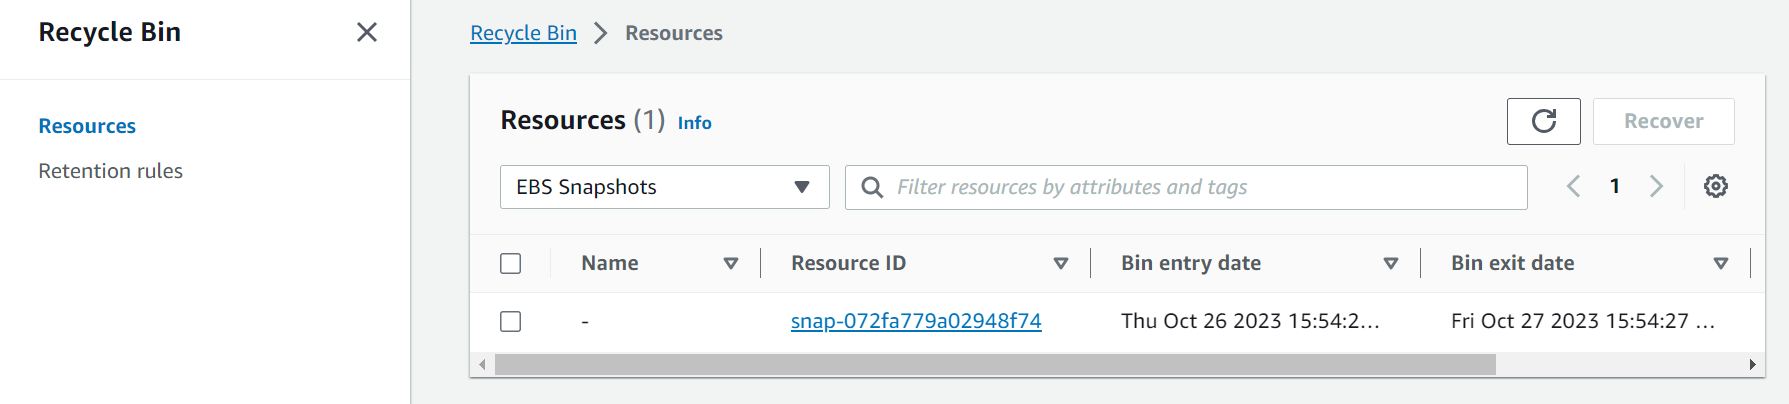 Recycle Bin
Resources
Retention rules
Recycle Bin Resources
Resources (1) Info
Recover
EBS Snapshots
Filter resources by attributes and tags
1
Name Resource ID Bin entry date Bin exit date
- snap-072fa779a02948f74 Thu Oct 26 2023 15:54:2... Fri Oct 27 2023 15:54:27 ...